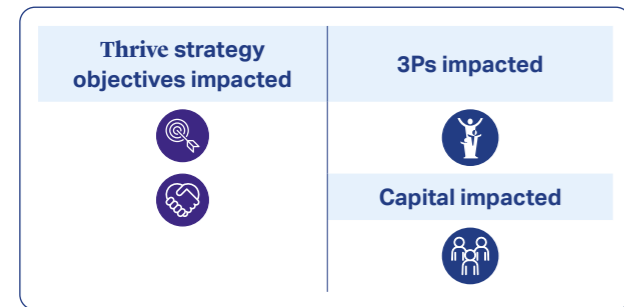 Thrive strategy
objectives impacted
3Ps impacted
Capital impacted